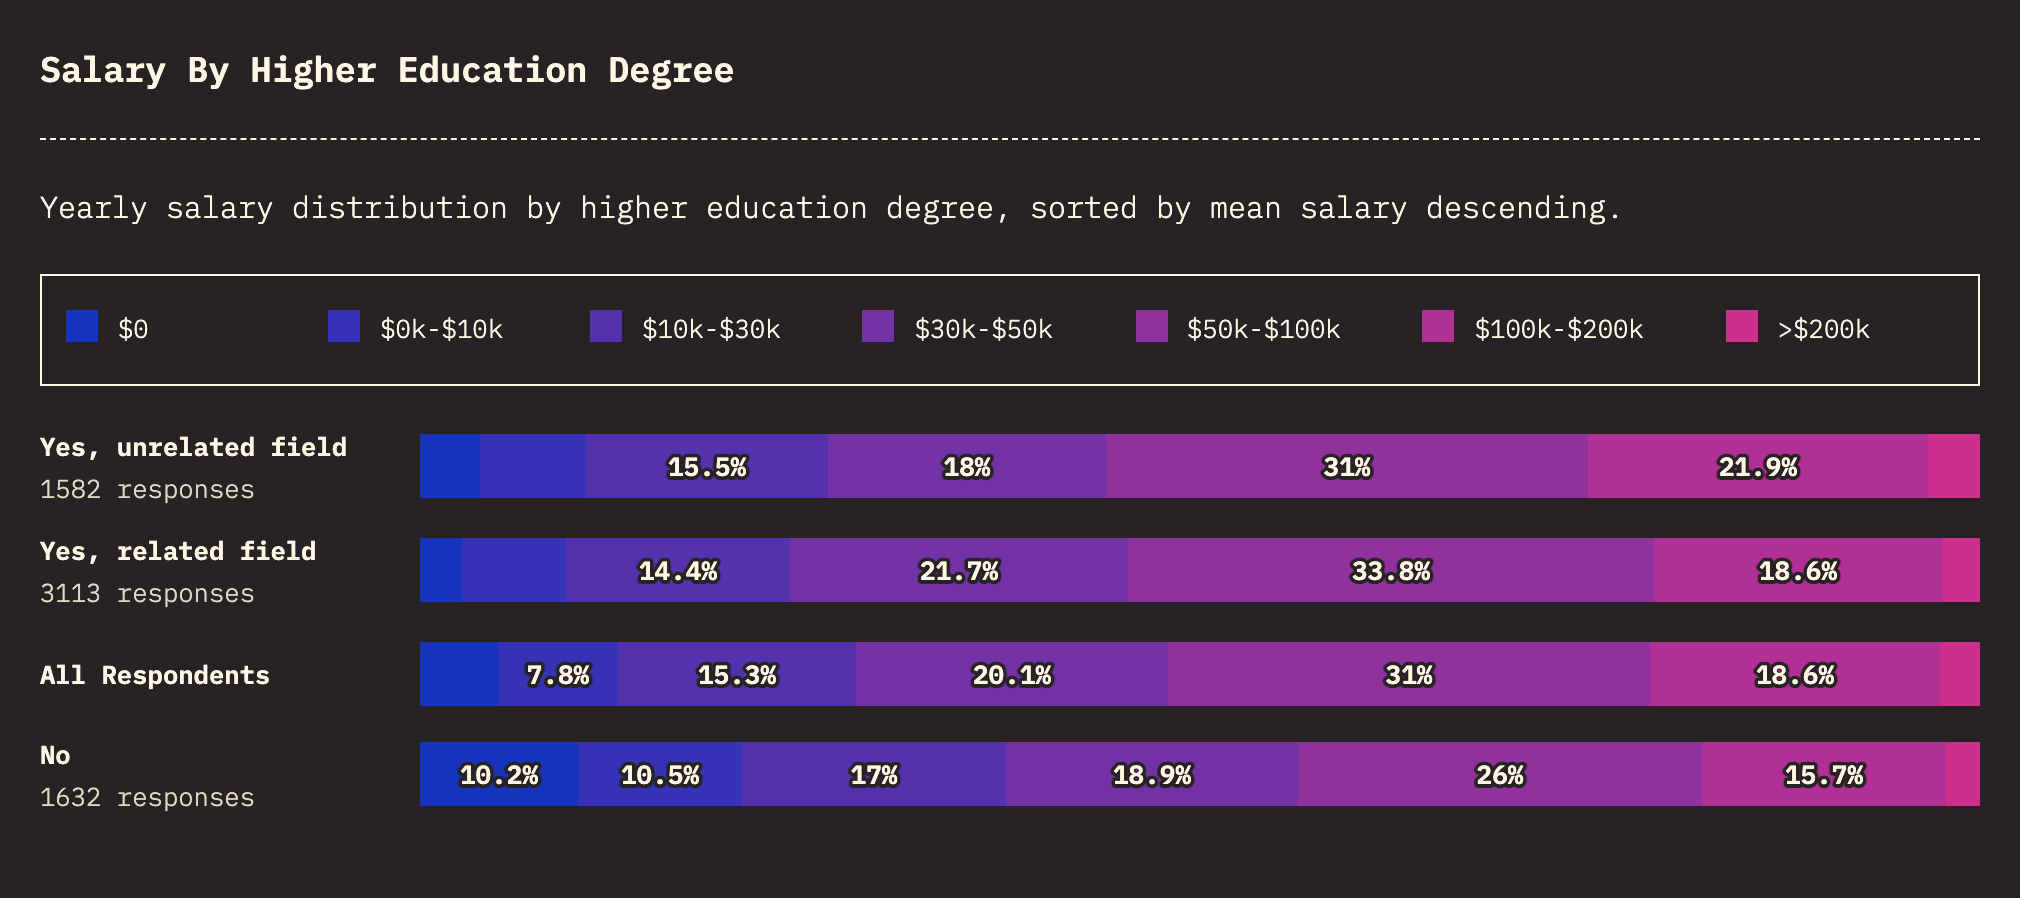 Salary By Higher Education Degree
Yearly salary distribution by higher education degree, sorted by mean salary descending.
$0 $0k-$10k $10k-$30k $30k-$50k $50k-$100k $100k-$200k >$200k
Yes, unrelated field
1582 responses
15.5% 18% 31% 21.9%
Yes, related field
3113 responses
14.4% 21.7% 33.8% 18.6%
All Respondents
7.8% 15.3% 20.1% 31% 18.6%
No
1632 responses
10.2% 10.5% 17% 18.9% 26% 15.7%